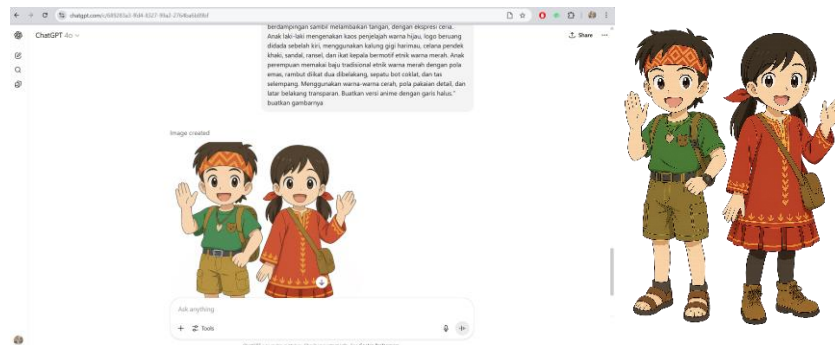 ChatGPT 4o
Share
berdampingan sambil melambaikan tangan, dengan ekspresi ceria.
Anak laki-laki mengenakan kaos penjelajah warna hijau, logo beruang
didada sebelah kiri, menggunakan kalung gigi harimau, celana pendek
khaki, sandal, ransel, dan ikat kepala bermotif etnik warna merah. Anak
perempuan memakai baju tradisional etnik warna merah dengan pola
emas, rambut diikat dua dibelakang, sepatu bot coklat, dan tas
selempang. Menggunakan warna-warna cerah, pola pakaian detail, dan
latar belakang transparan. Buatkan versi anime dengan garis halus."
buatkan gambarnya
Image created
Ask anything
Tools